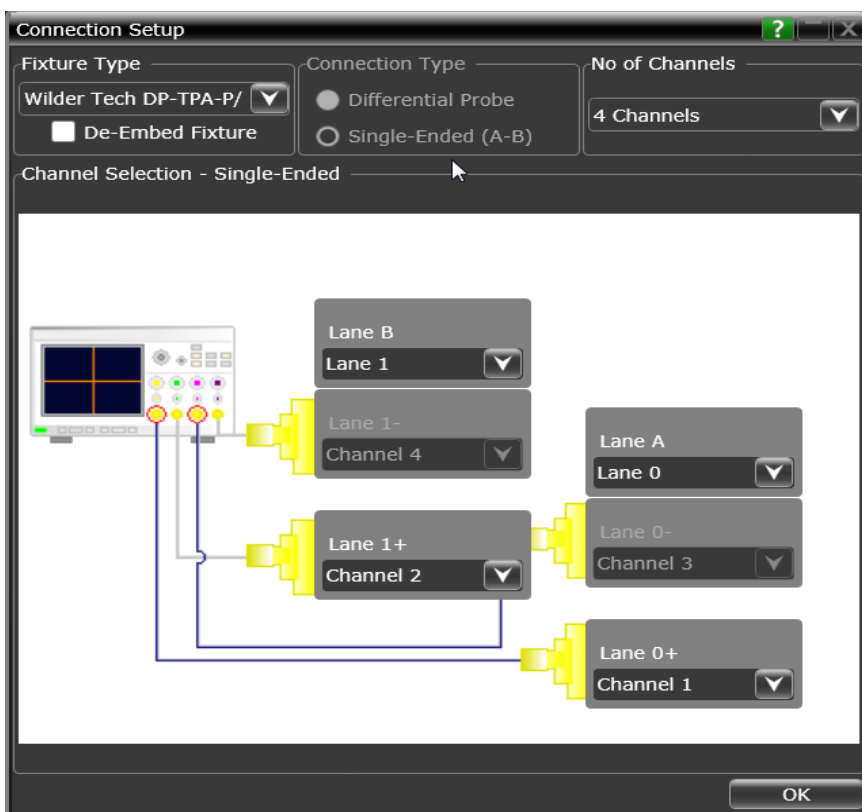 Connection Setup
?
Fixture Type
Wilder Tech DP-TPA-P/
De-Embed Fixture
Connection Type
Differential Probe
Single-Ended (A-B)
No of Channels
4 Channels
Channel Selection - Single-Ended
Lane B
Lane 1
Lane 1-
Channel 4
Lane 1+
Channel 2
Lane A
Lane 0
Lane 0-
Channel 3
Lane 0+
Channel 1
OK